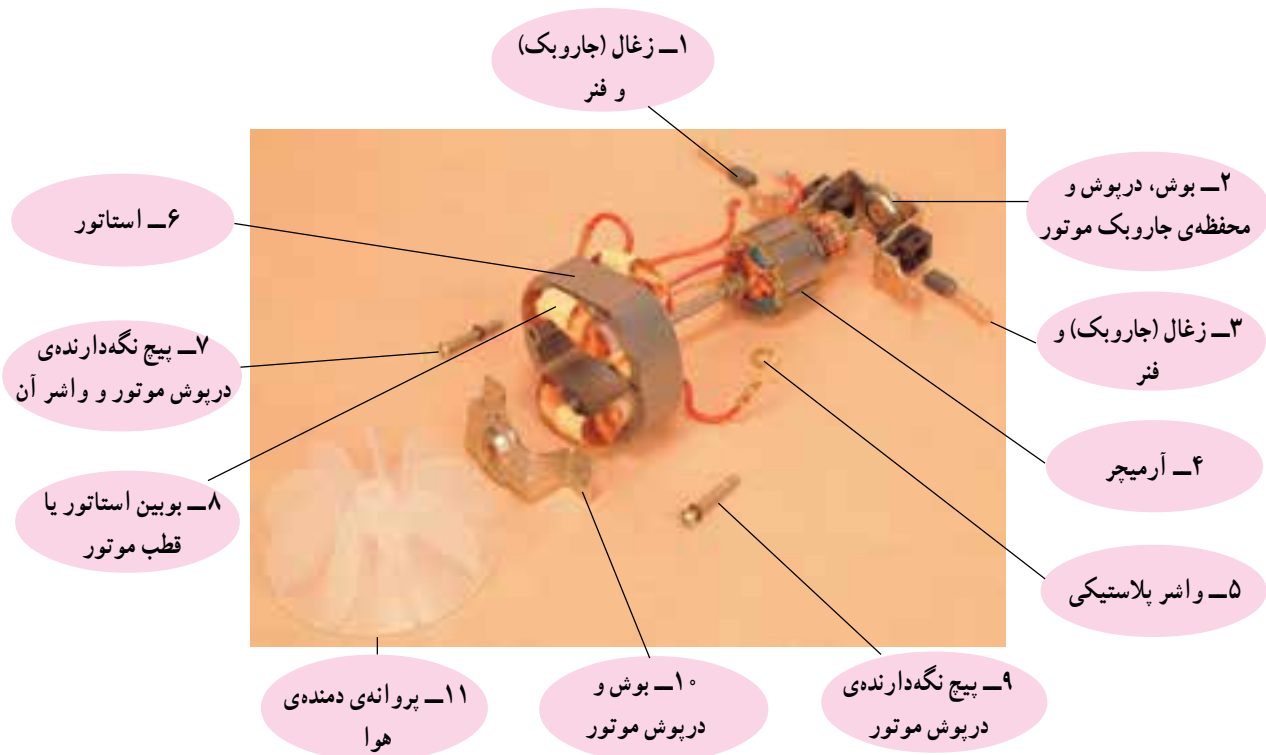 ۱ــ زغال (جاروبک)
و فنر
۲ــ بوش، درپوش و
محفظه‌ی جاروبک موتور
۳ــ زغال (جاروبک) و
فنر
۴ــ آرمیچر
۵ــ واشر پلاستیکی
۶ــ استاتور
۷ــ پیچ نگه‌دارنده‌ی
درپوش موتور و واشر آن
۸ــ بوبین استاتور یا
قطب موتور
۹ــ پیچ نگه‌دارنده‌ی
درپوش موتور
۱۰ــ بوش و
درپوش موتور
۱۱ــ پروانه‌ی دمنده‌ی
هوا